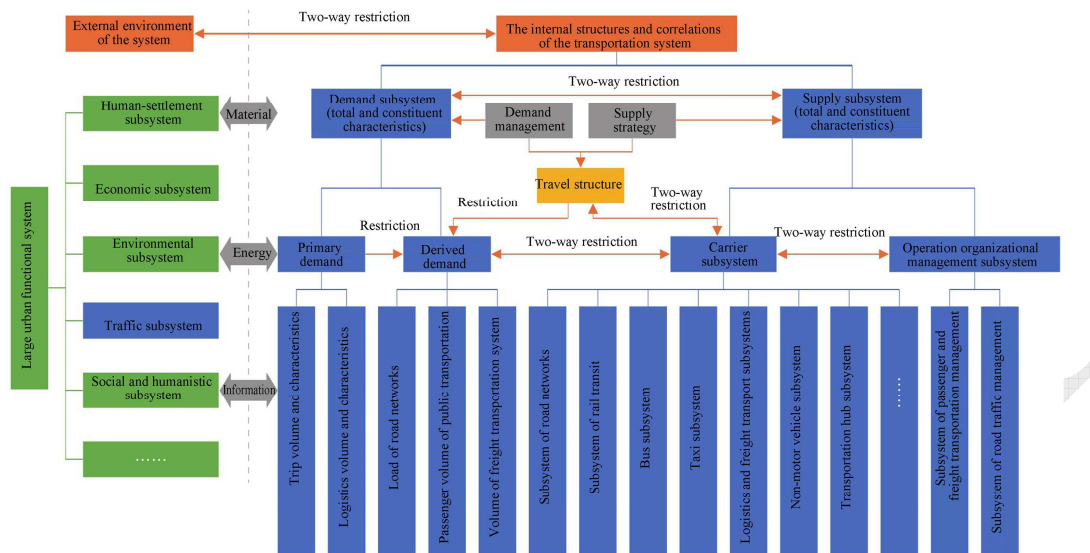 Two-way restriction
External environment
of the system
The internal structures and correlations
of the transportation system
Two-way restriction
Human-settlement
subsystem
Material
Demand subsystem
(total and constituent
characteristics)
Demand
management
Supply
strategy
Supply subsystem
(total and constituent
characteristics)
Economic subsystem
Travel structure
Restriction
Two-way
restriction
Large urban functional system
Environmental
subsystem
Energy
Primary
demand
Restriction
Derived
demand
Two-way restriction
Carrier
subsystem
Two-way restriction
Operation organizational
management subsystem
Traffic subsystem
Social and humanistic
subsystem
Information
......
Trip volume and characteristics
Logistics volume and characteristics
Load of road networks
Passenger volume of public transportation
Volume of freight transportation system
Subsystem of road networks
Subsystem of rail transit
Bus subsystem
Taxi subsystem
Logistics and freight transport subsystems
Non-motor vehicle subsystem
Transportation hub subsystem
......
Subsystem of passenger and
freight transportation management
Subsystem of road traffic management